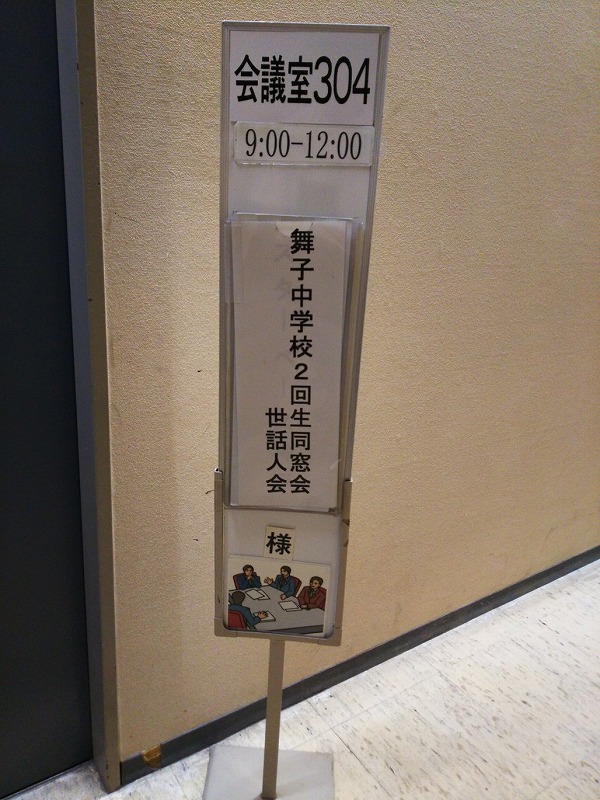 会議室304
9:00-12:00
舞子中学校2回生同窓会
世話人会
様